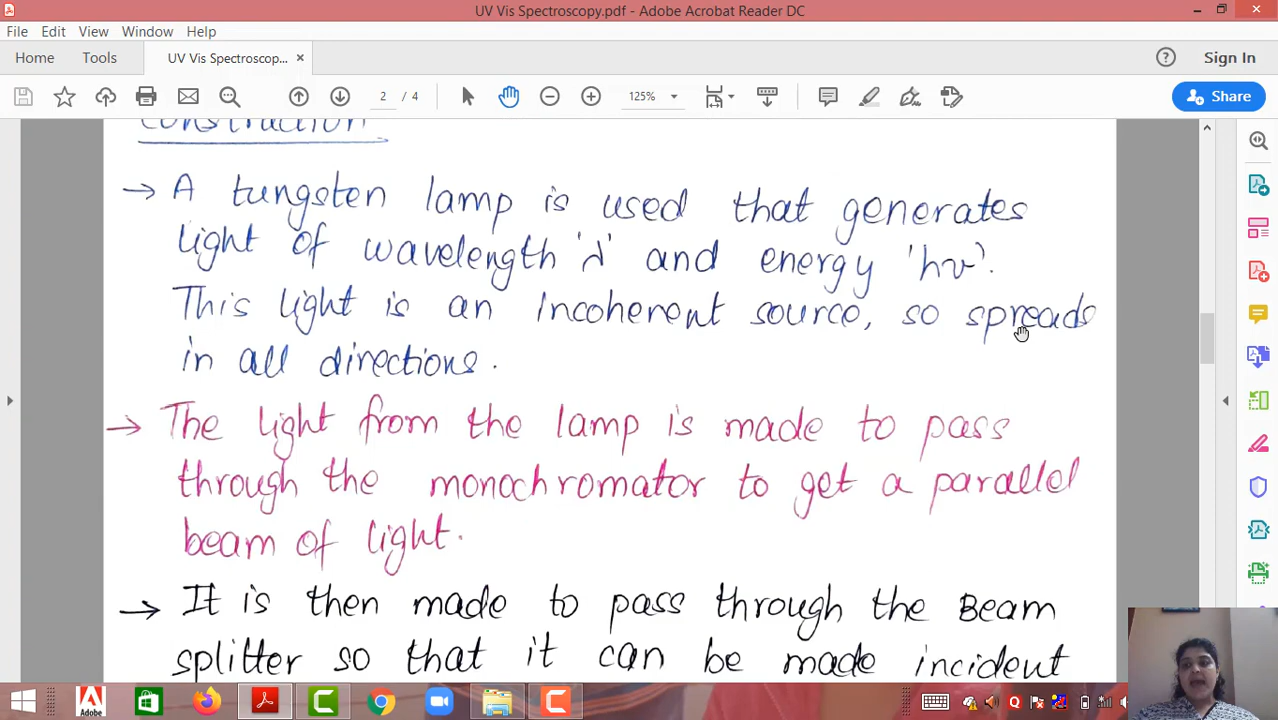 UV Vis Spectroscopy.pdf - Adobe Acrobat Reader DC
File Edit View Window Help
Home Tools UV Vis Spectroscop... × Sign In
2 / 4 125% Share
Construction
→ A tungsten lamp is used that generates
light of wavelength 'λ' and energy 'hν'.
This light is an incoherent source, so spreads
in all directions.
→ The light from the lamp is made to pass
through the monochromator to get a parallel
beam of light.
→ It is then made to pass through the Beam
splitter so that it can be made incident
Adobe